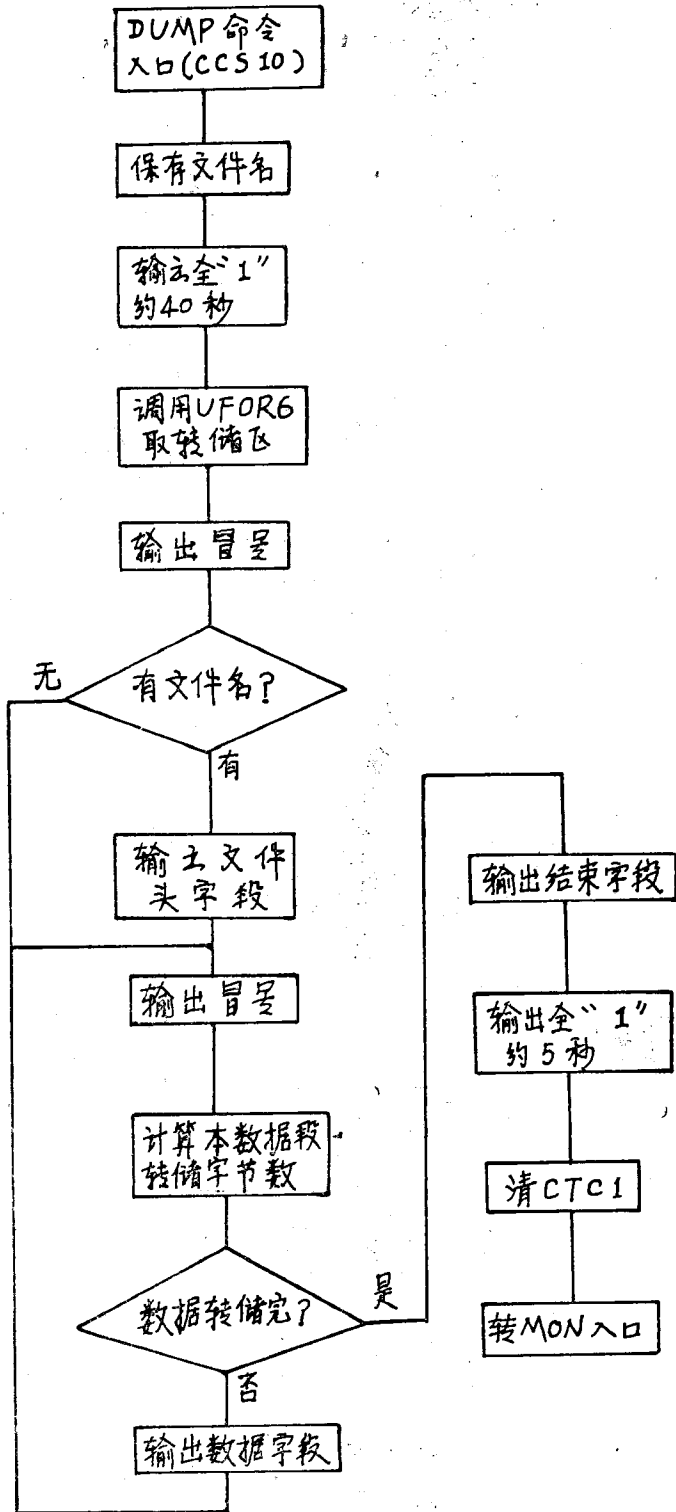 DUMP命令
入口(CCS10)
保存文件名
输出全“1”
约40秒
调用UFOR6
取转储区
输出冒号
有文件名?
无
有
输出文件
头字段
输出冒号
计算本数据段
转储字节数
数据转储完?
是
否
输出数据字段
输出结束字段
输出全“1”
约5秒
清CTC1
转MON入口